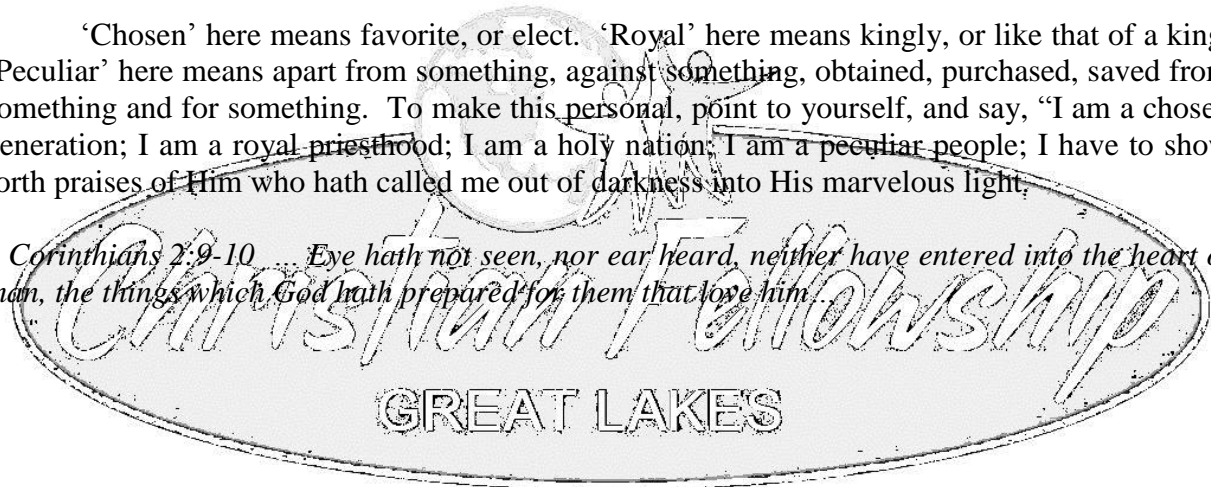 ‘Chosen’ here means favorite, or elect.  ‘Royal’ here means kingly, or like that of a king
Peculiar’ here means apart from something, against something, obtained, purchased, saved from
omething and for something.  To make this personal, point to yourself, and say, “I am a chose
eneration; I am a royal priesthood; I am a holy nation; I am a peculiar people; I have to show
orth praises of Him who hath called me out of darkness into His marvelous light.
Corinthians 2:9-10  ... Eye hath not seen, nor ear heard, neither have entered into the heart o
man, the things which God hath prepared for them that love him...
Christian Fellowship
GREAT LAKES